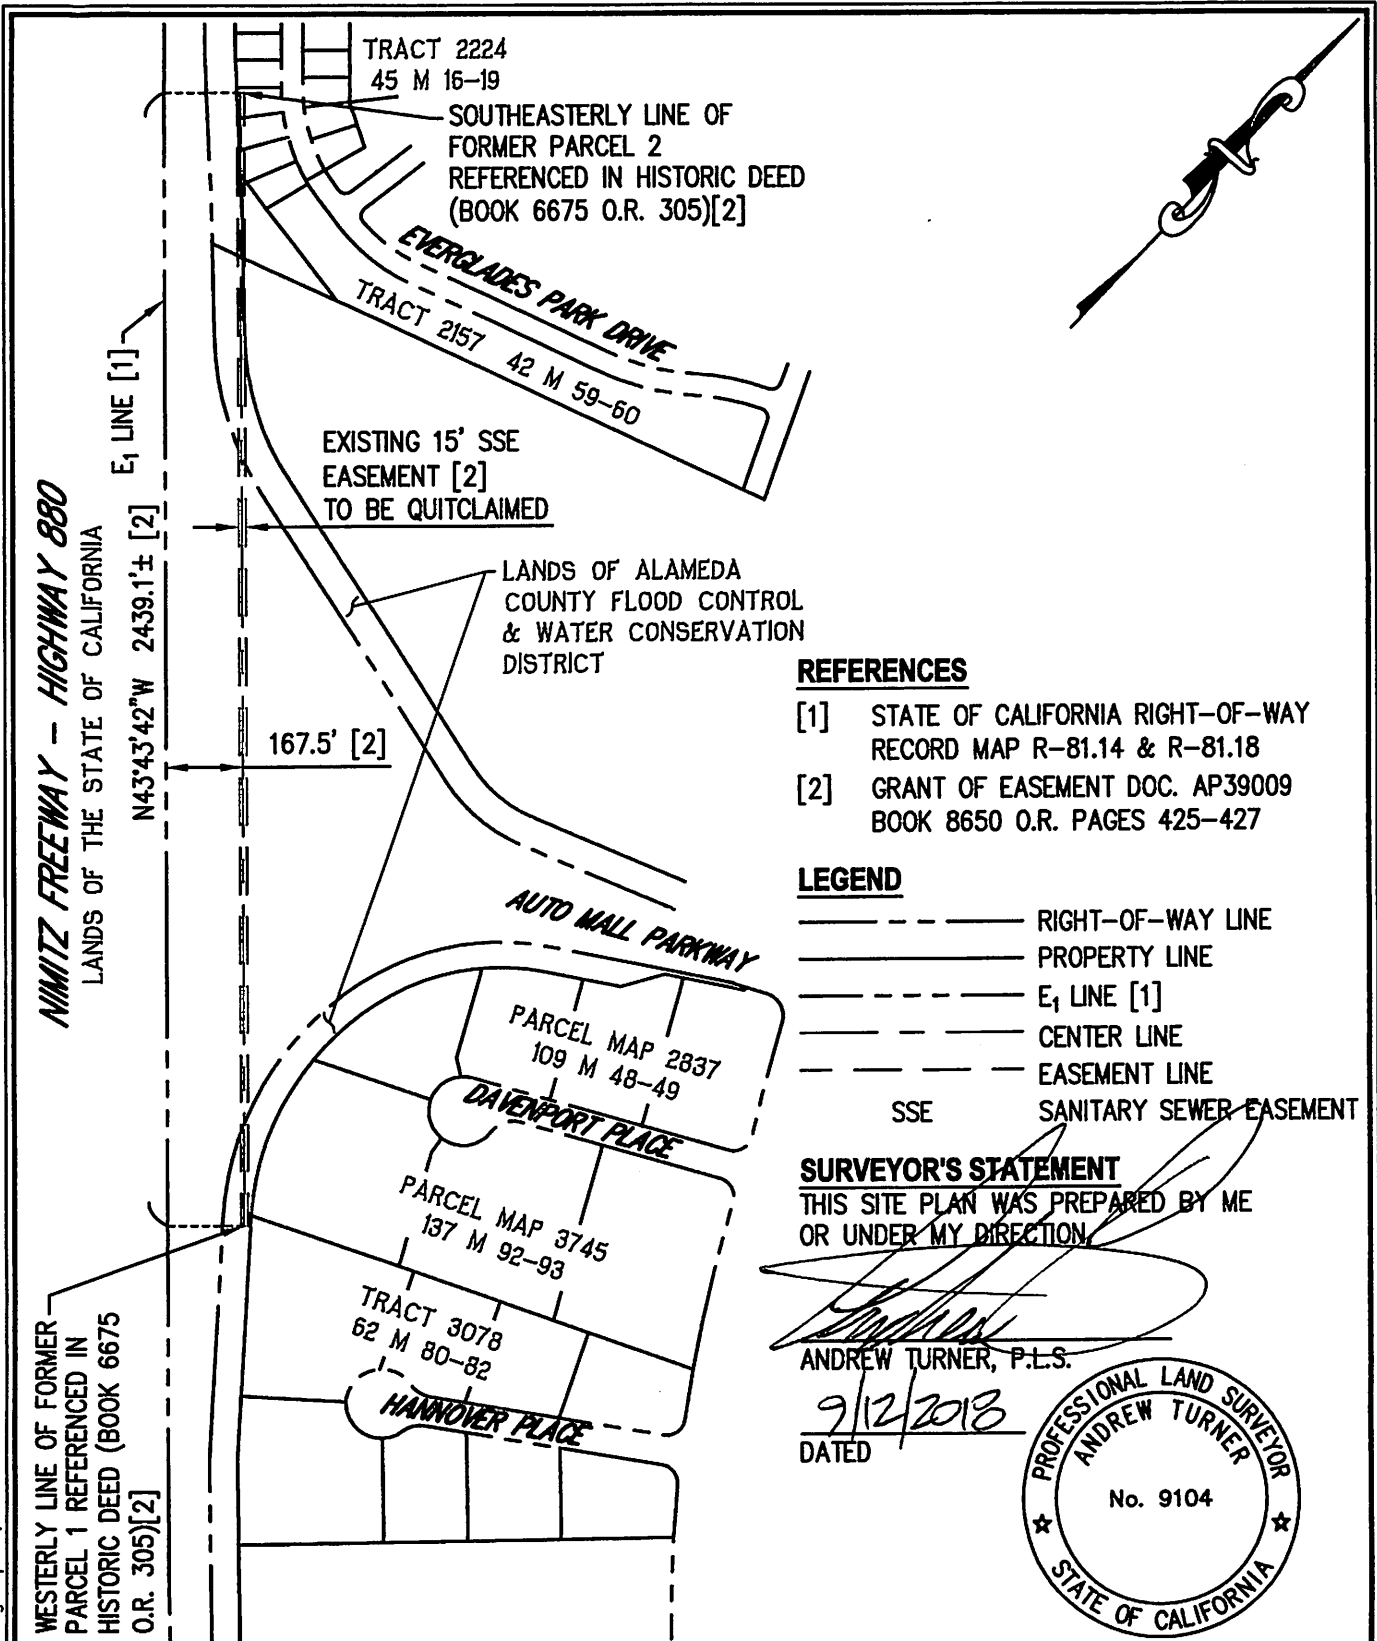 TRACT 2224
45 M 16-19
SOUTHEASTERLY LINE OF
FORMER PARCEL 2
REFERENCED IN HISTORIC DEED
(BOOK 6675 O.R. 305)[2]
EVERGLADES PARK DRIVE
TRACT 2157 42 M 59-60
E₁ LINE [1]
EXISTING 15' SSE
EASEMENT [2]
TO BE QUITCLAIMED
NIMITZ FREEWAY - HIGHWAY 880
LANDS OF THE STATE OF CALIFORNIA
N43°43'42"W 2439.1'± [2]
LANDS OF ALAMEDA
COUNTY FLOOD CONTROL
& WATER CONSERVATION
DISTRICT
167.5' [2]
REFERENCES
[1] STATE OF CALIFORNIA RIGHT-OF-WAY
RECORD MAP R-81.14 & R-81.18
[2] GRANT OF EASEMENT DOC. AP39009
BOOK 8650 O.R. PAGES 425-427
LEGEND
RIGHT-OF-WAY LINE
PROPERTY LINE
E₁ LINE [1]
CENTER LINE
EASEMENT LINE
SSE SANITARY SEWER EASEMENT
AUTO MALL PARKWAY
PARCEL MAP 2837
109 M 48-49
DAVENPORT PLACE
PARCEL MAP 3745
137 M 92-93
TRACT 3078
62 M 80-82
HANNOVER PLACE
WESTERLY LINE OF FORMER
PARCEL 1 REFERENCED IN
HISTORIC DEED (BOOK 6675
O.R. 305)[2]
SURVEYOR'S STATEMENT
THIS SITE PLAN WAS PREPARED BY ME
OR UNDER MY DIRECTION.
ANDREW TURNER, P.L.S.
9/12/2018
DATED
PROFESSIONAL LAND SURVEYOR
ANDREW TURNER
No. 9104
STATE OF CALIFORNIA